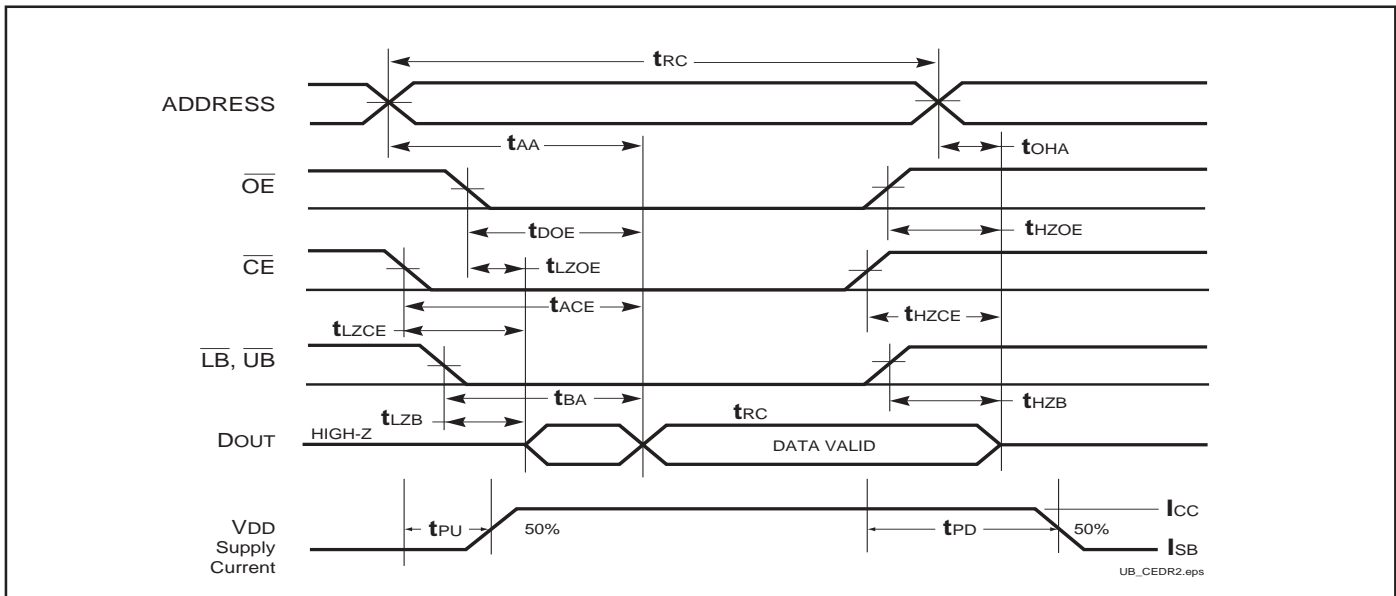 tRC
ADDRESS
tAA
tOHA
OE
tDOE
tHZOE
CE
tLZOE
tACE
tHZCE
tLZCE
LB, UB
tBA
tHZB
tLZB
tRC
DOUT
HIGH-Z
DATA VALID
ICC
VDD
tPU
50%
tPD
50%
Supply
ISB
Current
UB_CEDR2.eps